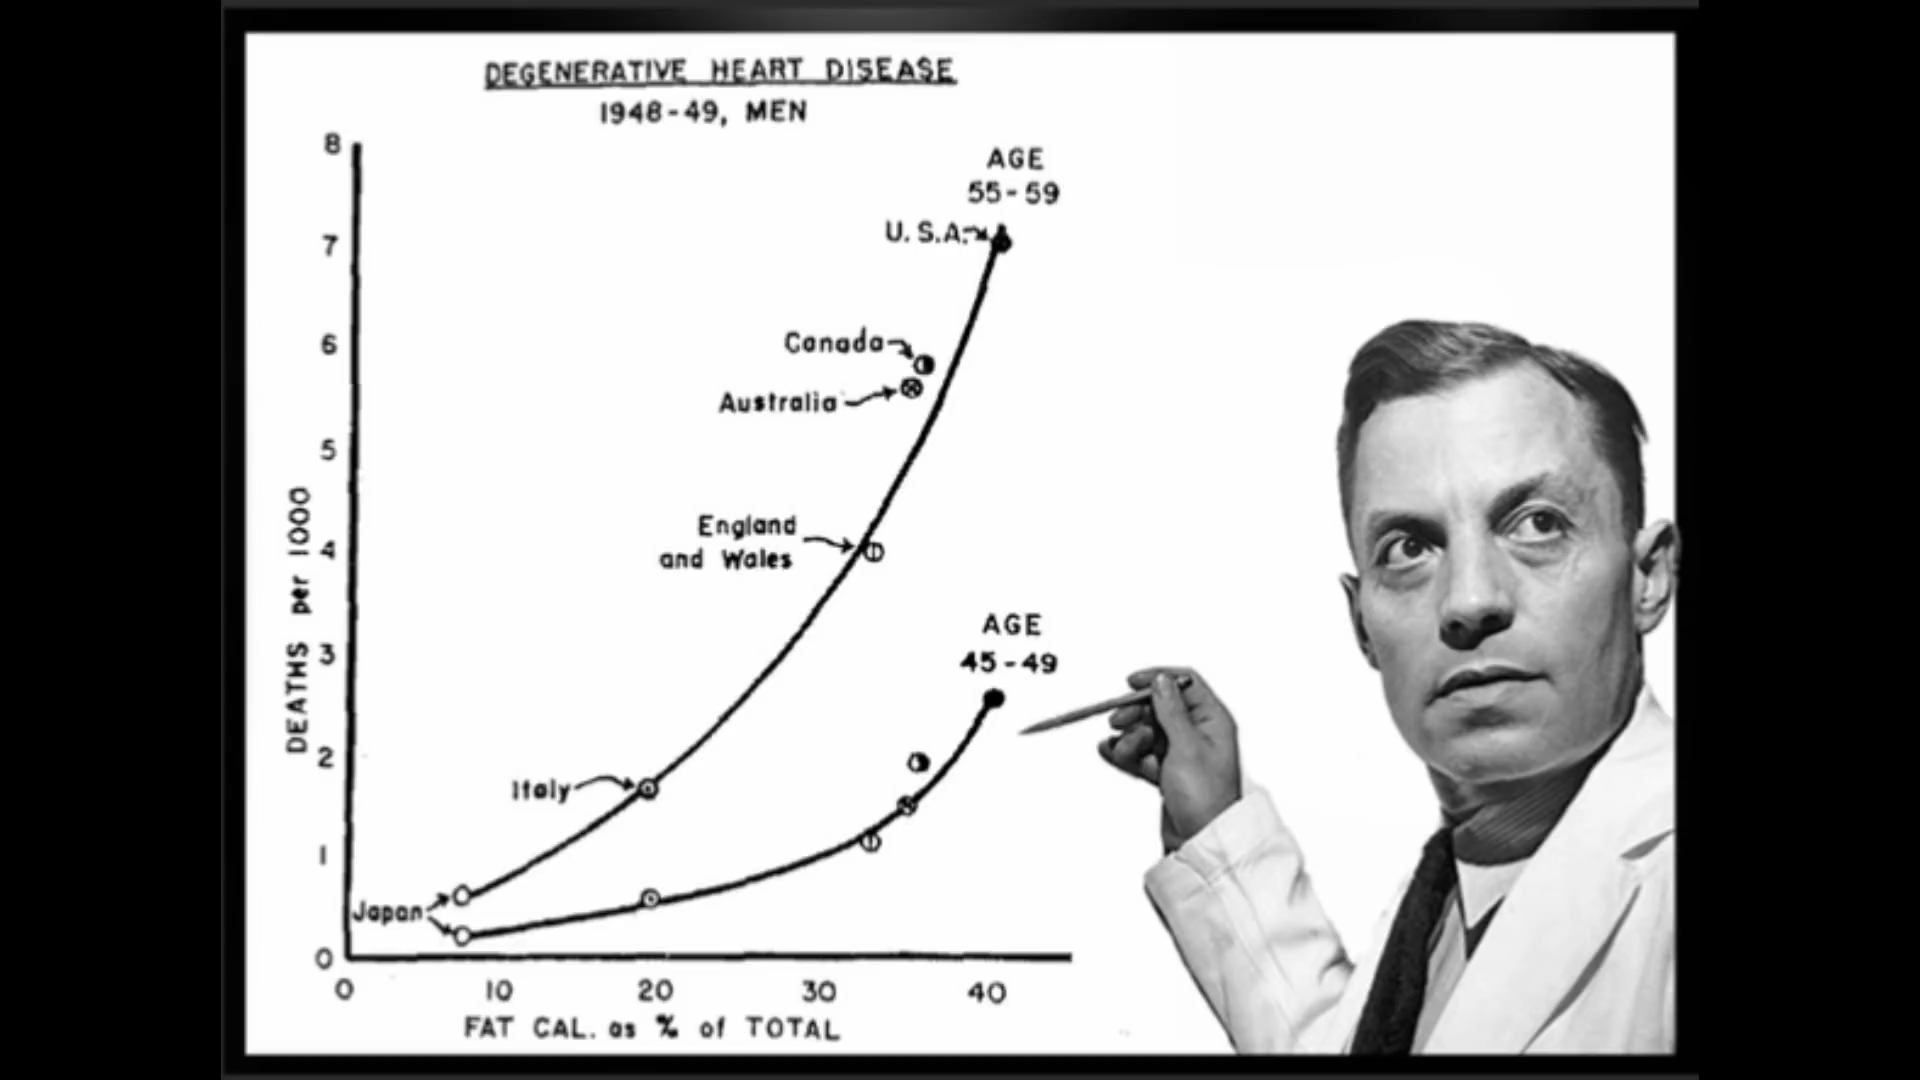 DEGENERATIVE HEART DISEASE
1948-49, MEN
8
7
6
5
4
3
2
1
0
DEATHS per 1000
AGE
55-59
U.S.A.
Canada
Australia
England
and Wales
AGE
45-49
Italy
Japan
0 10 20 30 40
FAT CAL. as % of TOTAL